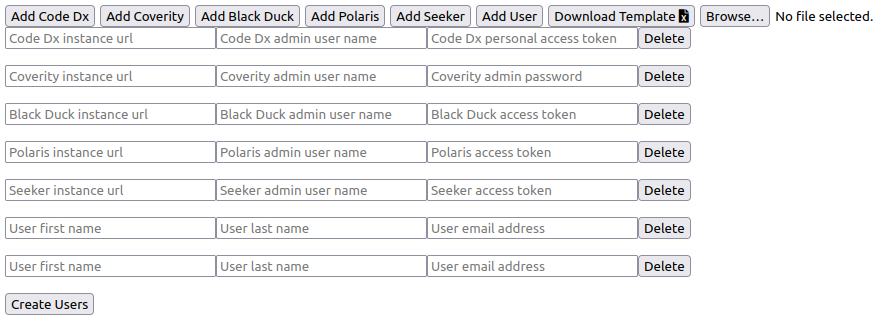 Add Code Dx Add Coverity Add Black Duck Add Polaris Add Seeker Add User Download Template Browse... No file selected.
Code Dx instance url Code Dx admin user name Code Dx personal access token Delete
Coverity instance url Coverity admin user name Coverity admin password Delete
Black Duck instance url Black Duck admin user name Black Duck access token Delete
Polaris instance url Polaris admin user name Polaris access token Delete
Seeker instance url Seeker admin user name Seeker access token Delete
User first name User last name User email address Delete
User first name User last name User email address Delete
Create Users